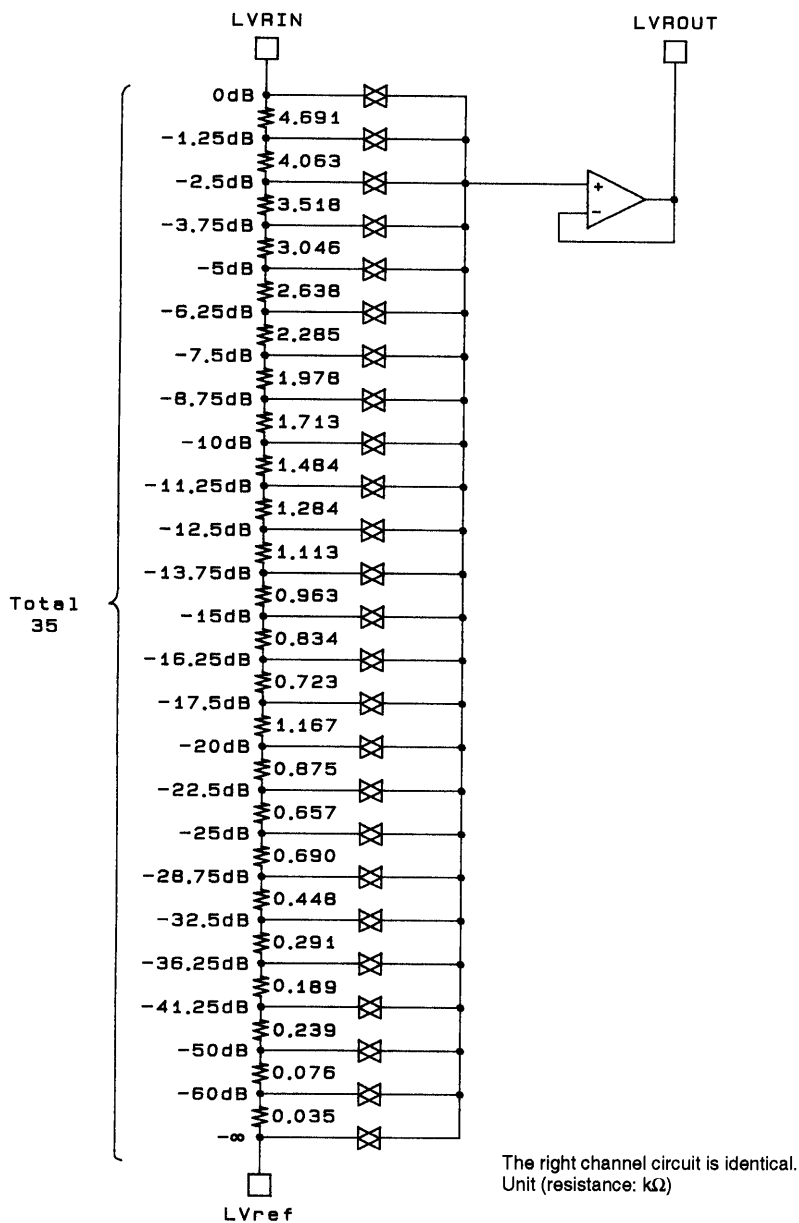 LVRIN
LVROUT
0dB
4.691
-1.25dB
4.063
-2.5dB
3.518
-3.75dB
3.046
-5dB
2.638
-6.25dB
2.285
-7.5dB
1.978
-8.75dB
1.713
-10dB
1.484
-11.25dB
1.284
-12.5dB
1.113
-13.75dB
0.963
-15dB
0.834
-16.25dB
0.723
-17.5dB
1.167
-20dB
0.875
-22.5dB
0.657
-25dB
0.690
-28.75dB
0.448
-32.5dB
0.291
-36.25dB
0.189
-41.25dB
0.239
-50dB
0.076
-60dB
0.035
-∞
Total
35
+
-
LVref
The right channel circuit is identical.
Unit (resistance: kΩ)